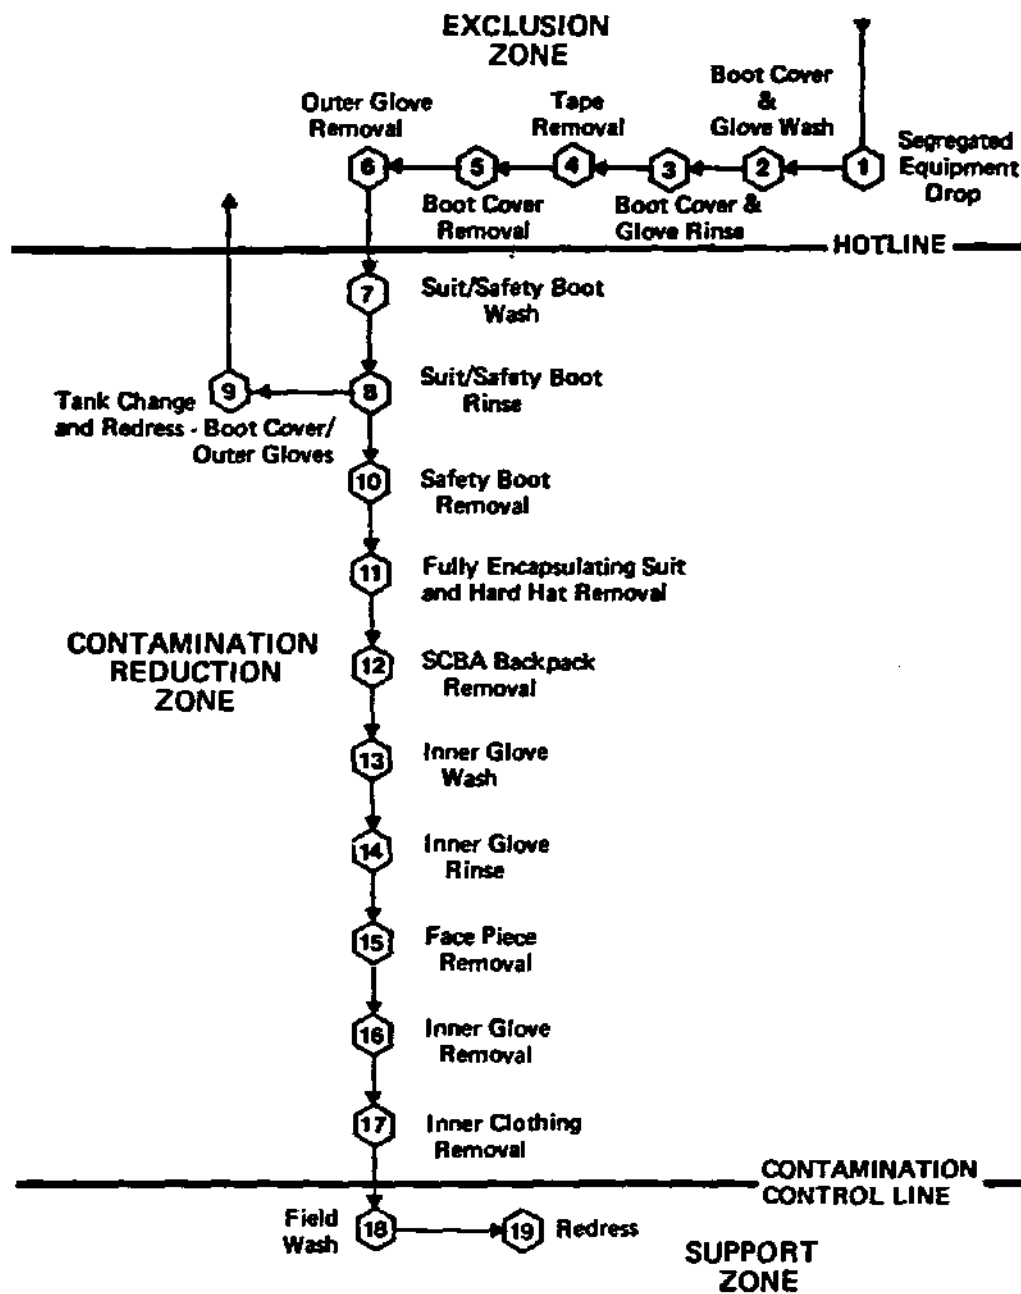 EXCLUSION
ZONE
Boot Cover
&
Glove Wash
Outer Glove
Removal
Tape
Removal
Segregated
Equipment
Drop
6
5
4
3
2
1
Boot Cover
Removal
Boot Cover &
Glove Rinse
HOTLINE
7
Suit/Safety Boot
Wash
9
8
Suit/Safety Boot
Rinse
Tank Change
and Redress - Boot Cover/
Outer Gloves
10
Safety Boot
Removal
11
Fully Encapsulating Suit
and Hard Hat Removal
CONTAMINATION
REDUCTION
ZONE
12
SCBA Backpack
Removal
13
Inner Glove
Wash
14
Inner Glove
Rinse
15
Face Piece
Removal
16
Inner Glove
Removal
17
Inner Clothing
Removal
CONTAMINATION
CONTROL LINE
Field
Wash
18
19
Redress
SUPPORT
ZONE